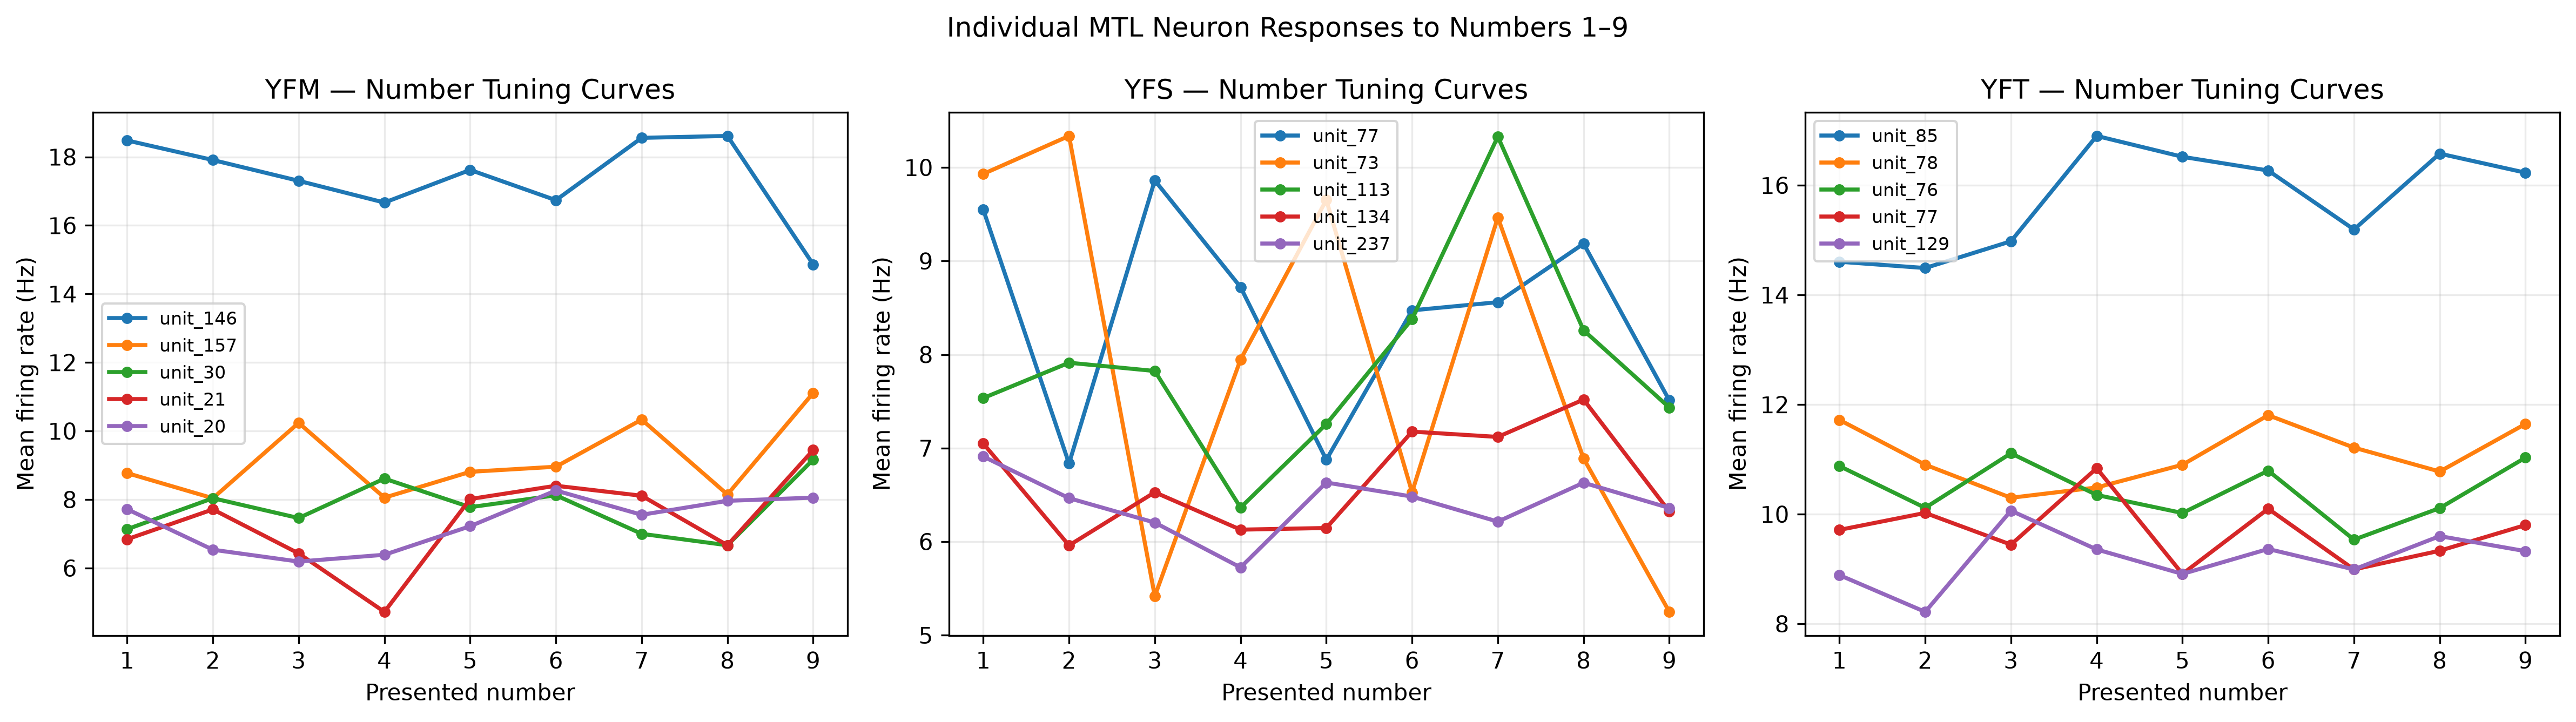 Individual MTL Neuron Responses to Numbers 1–9
YFM — Number Tuning Curves
Mean firing rate (Hz)
18
16
14
12
10
8
6
unit_146
unit_157
unit_30
unit_21
unit_20
1 2 3 4 5 6 7 8 9
Presented number
YFS — Number Tuning Curves
Mean firing rate (Hz)
10
9
8
7
6
5
unit_77
unit_73
unit_113
unit_134
unit_237
1 2 3 4 5 6 7 8 9
Presented number
YFT — Number Tuning Curves
Mean firing rate (Hz)
16
14
12
10
8
unit_85
unit_78
unit_76
unit_77
unit_129
1 2 3 4 5 6 7 8 9
Presented number